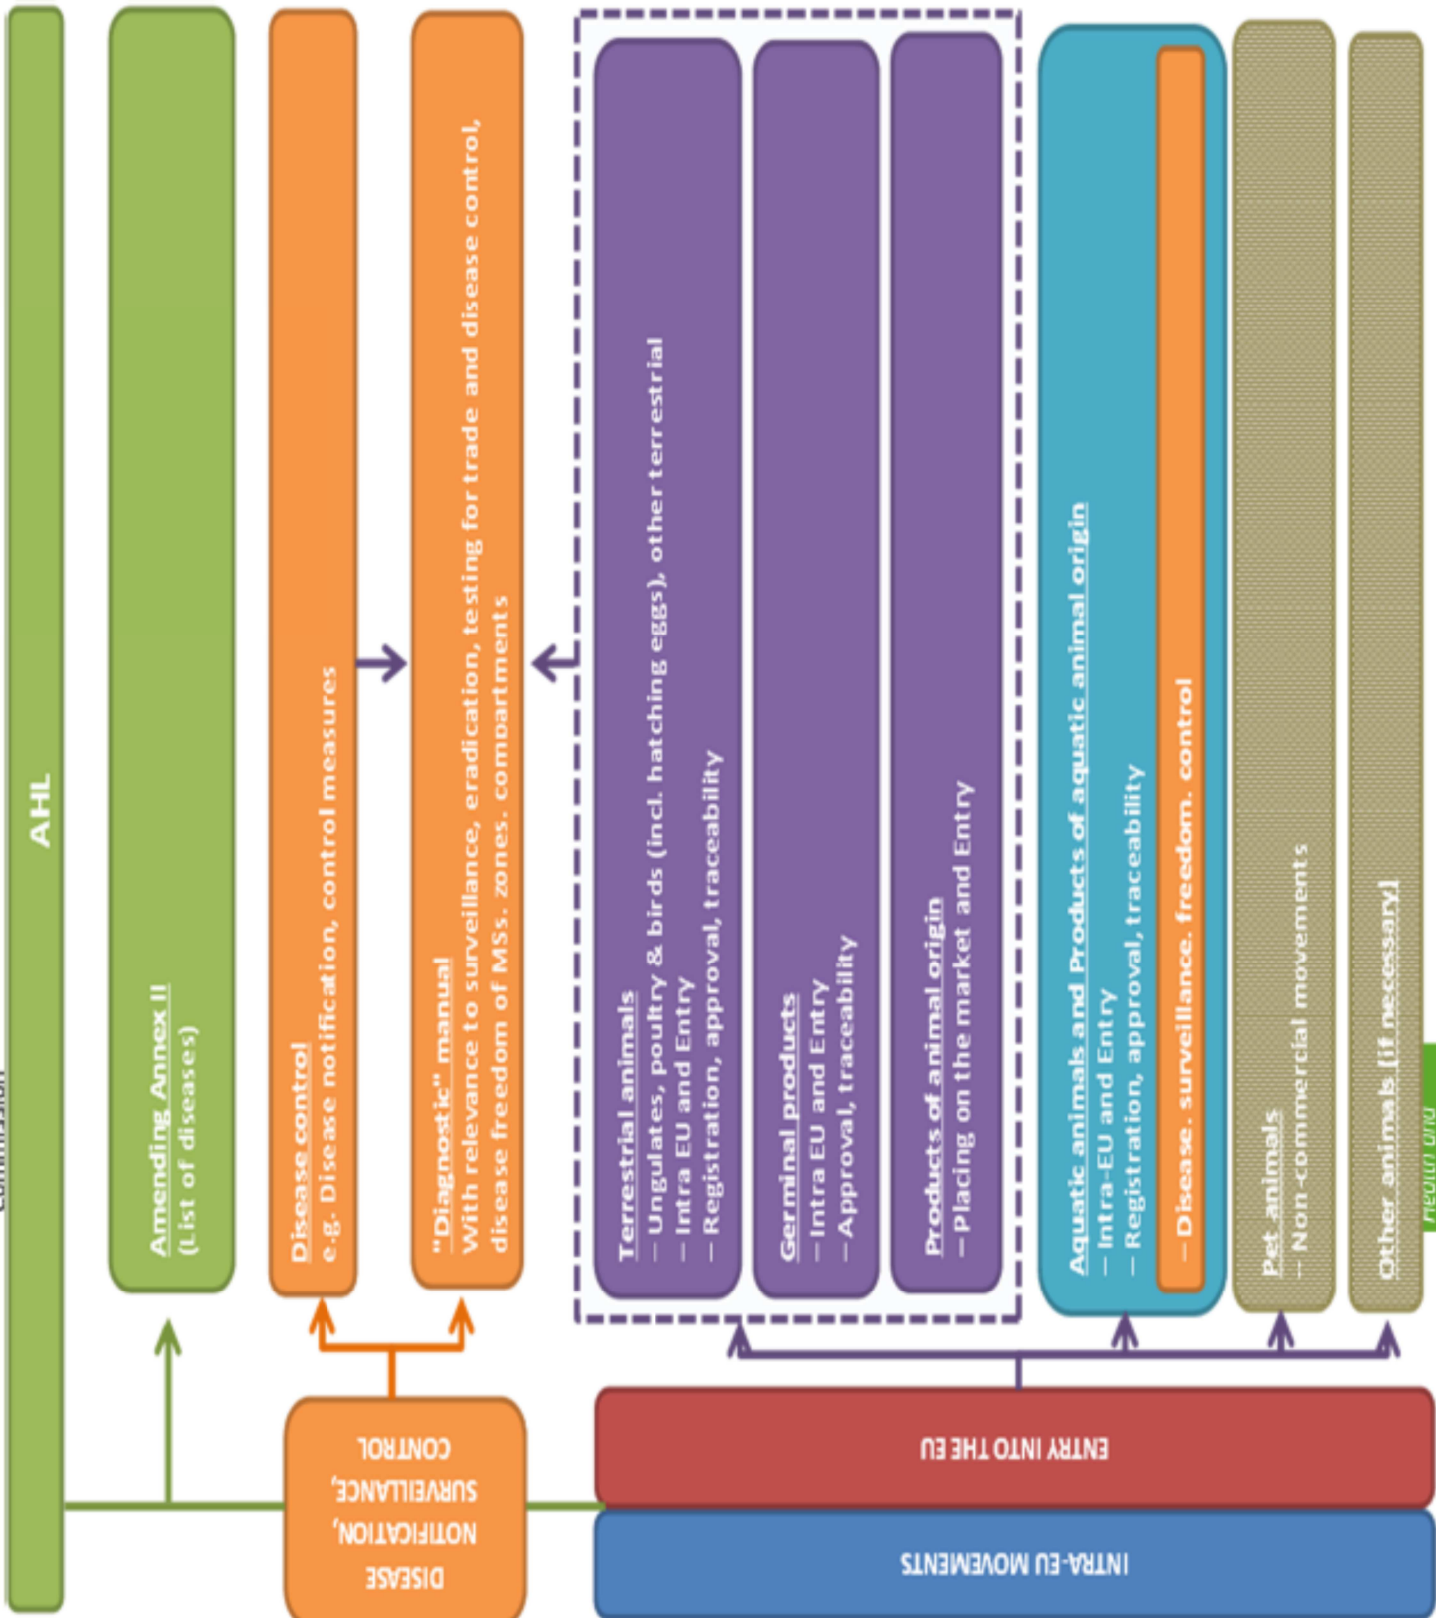 AHL
Amending Annex II
(List of diseases)
Disease control
e.g. Disease notification, control measures
"Diagnostic" manual
With relevance to surveillance, eradication, testing for trade and disease control,
disease freedom of MSs. zones. compartments
DISEASE
NOTIFICATION,
SURVEILLANCE,
CONTROL
Terrestrial animals
– Ungulates, poultry & birds (incl. hatching eggs), other terrestrial
– Intra EU and Entry
– Registration, approval, traceability
Germinal products
– Intra EU and Entry
– Approval, traceability
Products of animal origin
– Placing on the market and Entry
Aquatic animals and Products of aquatic animal origin
– Intra-EU and Entry
– Registration, approval, traceability
– Disease. surveillance. freedom. control
Pet animals
– Non-commercial movements
Other animals [if necessary]
INTRA-EU MOVEMENTS
ENTRY INTO THE EU
Health and